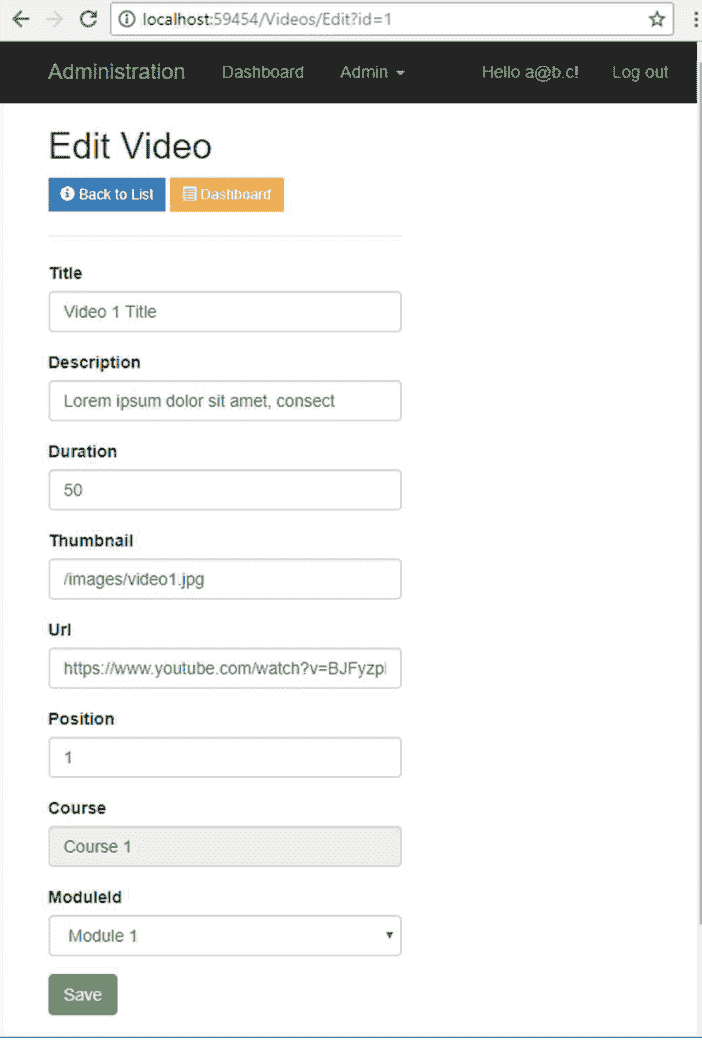 localhost:59454/Videos/Edit?id=1
Administration Dashboard Admin Hello a@b.c! Log out
Edit Video
Back to List Dashboard
Title
Video 1 Title
Description
Lorem ipsum dolor sit amet, consect
Duration
50
Thumbnail
/images/video1.jpg
Url
https://www.youtube.com/watch?v=BJFyzp
Position
1
Course
Course 1
ModuleId
Module 1
Save